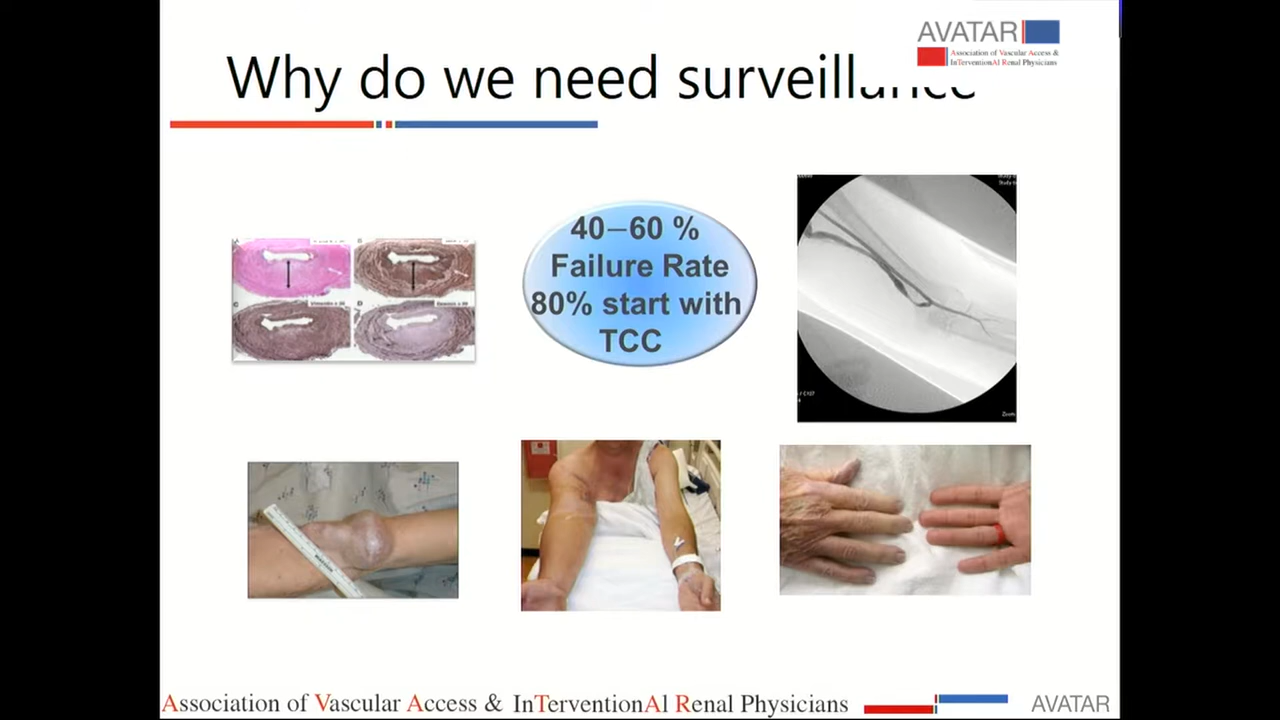 AVATAR
Association of Vascular Access &
InTerventionAl Renal Physicians
Why do we need surveillance
40–60 %
Failure Rate
80% start with
TCC
Zoom
Association of Vascular Access & InTerventionAl Renal Physicians
AVATAR